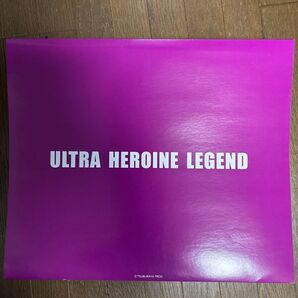 ULTRA HEROINE LEGEND
©TSUBURAYA PROD.